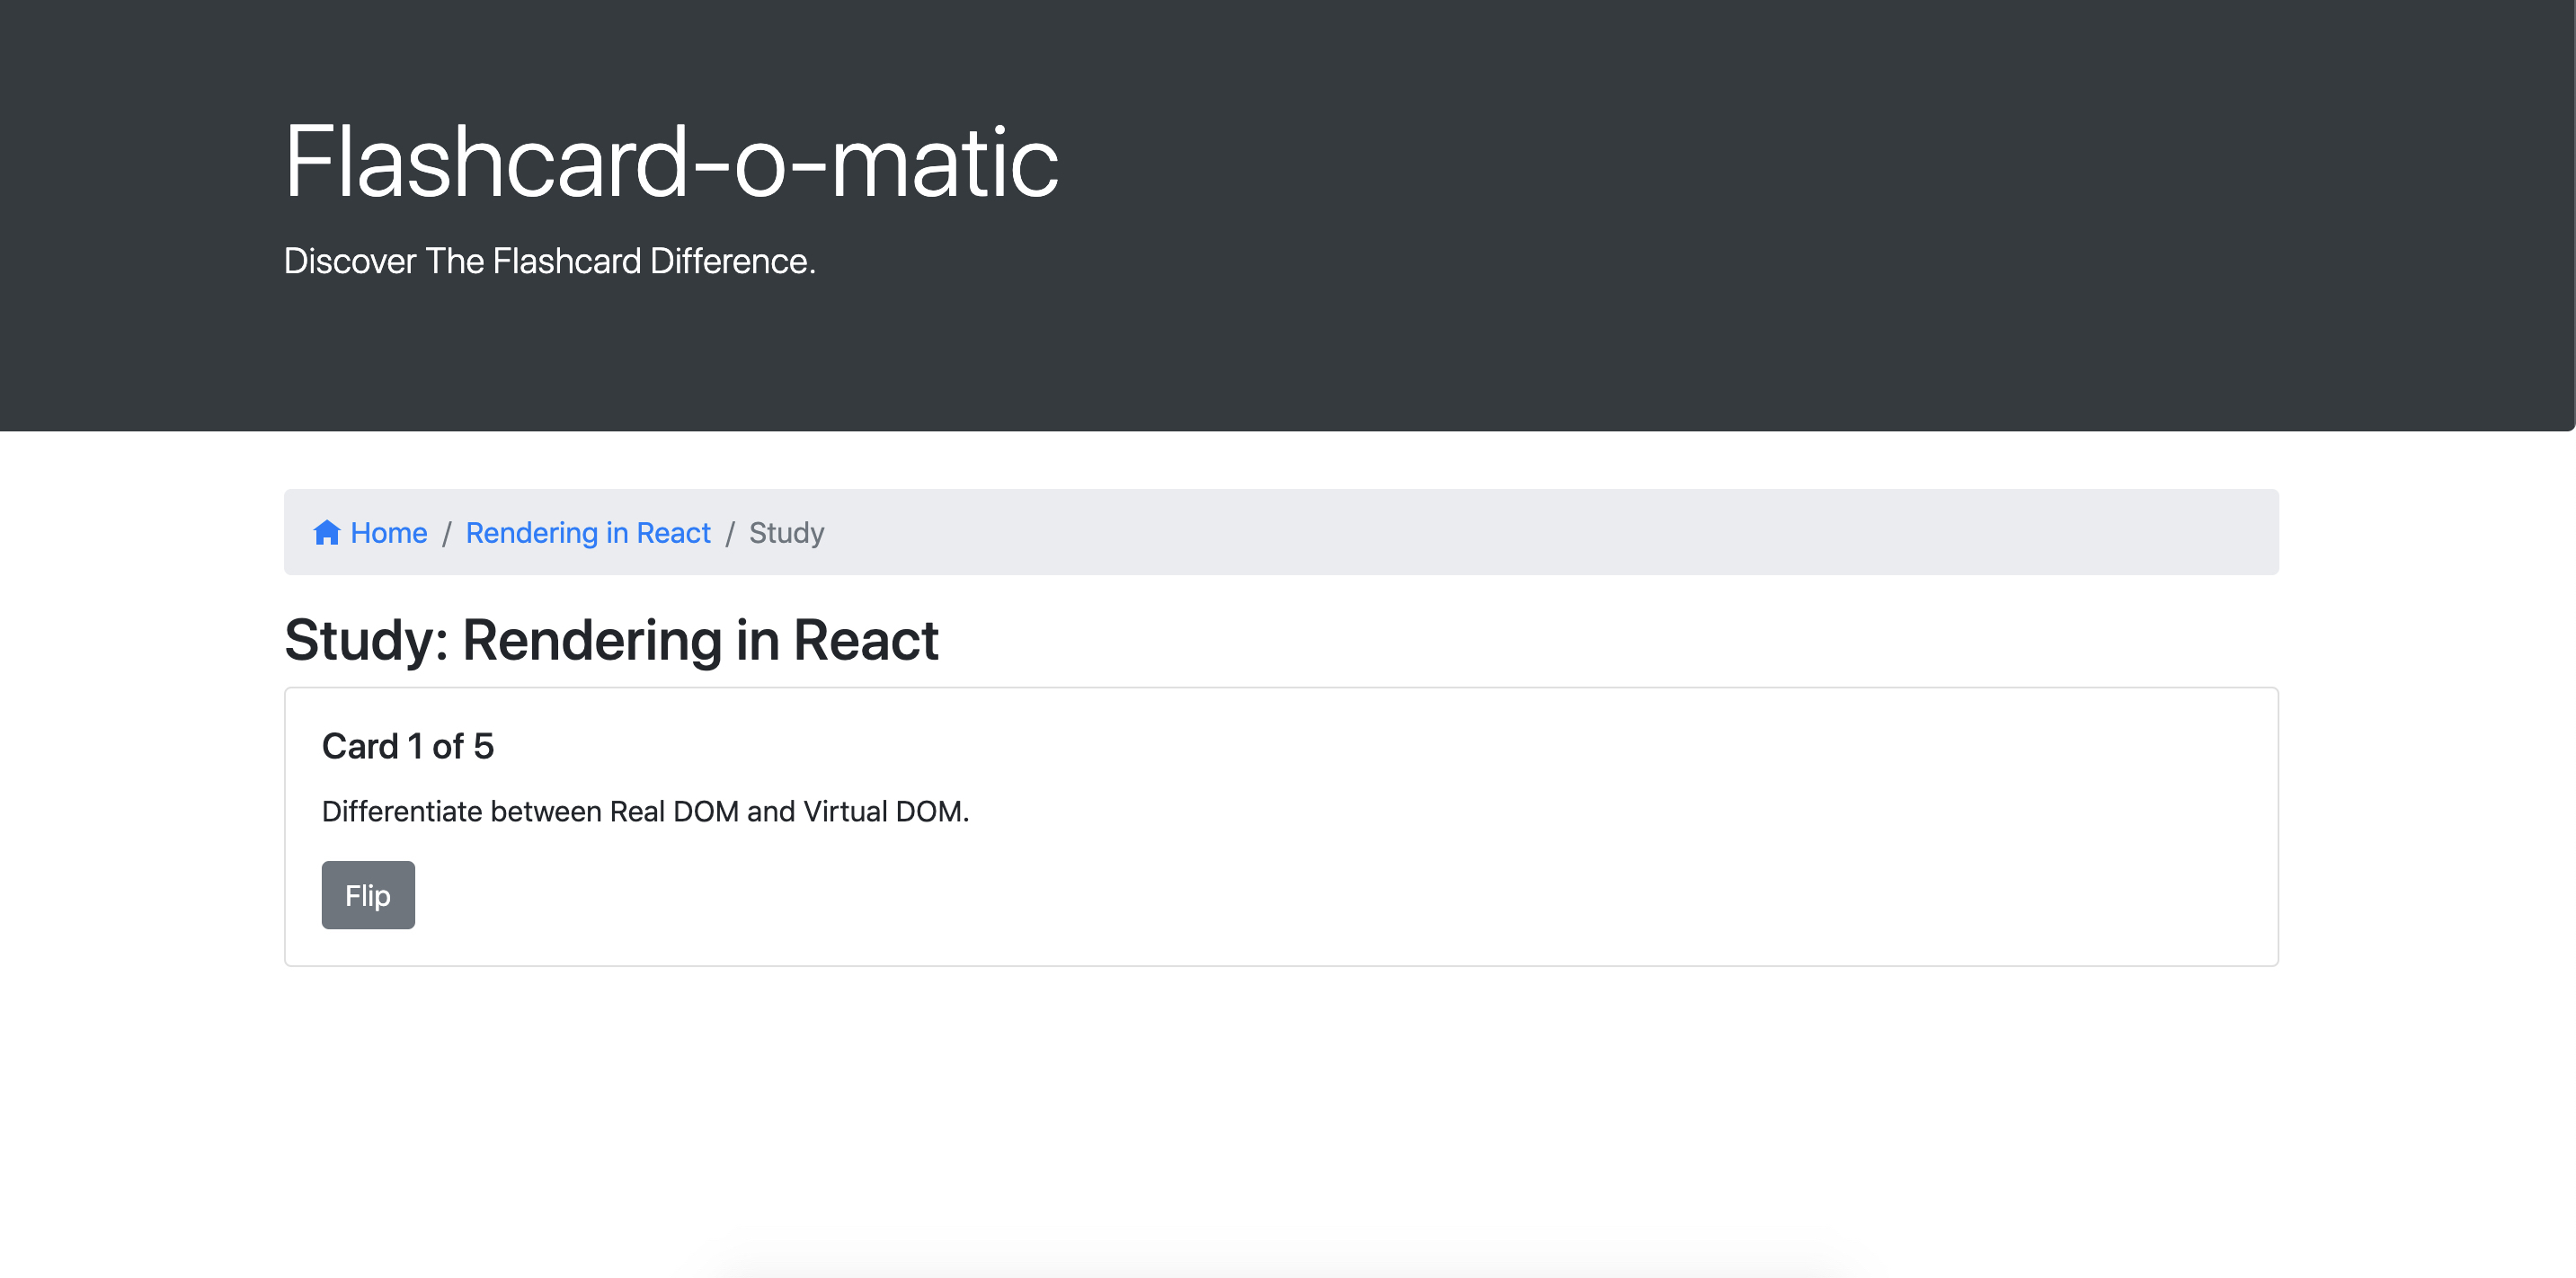 Flashcard-o-matic
Discover The Flashcard Difference.
Home / Rendering in React / Study
Study: Rendering in React
Card 1 of 5
Differentiate between Real DOM and Virtual DOM.
Flip